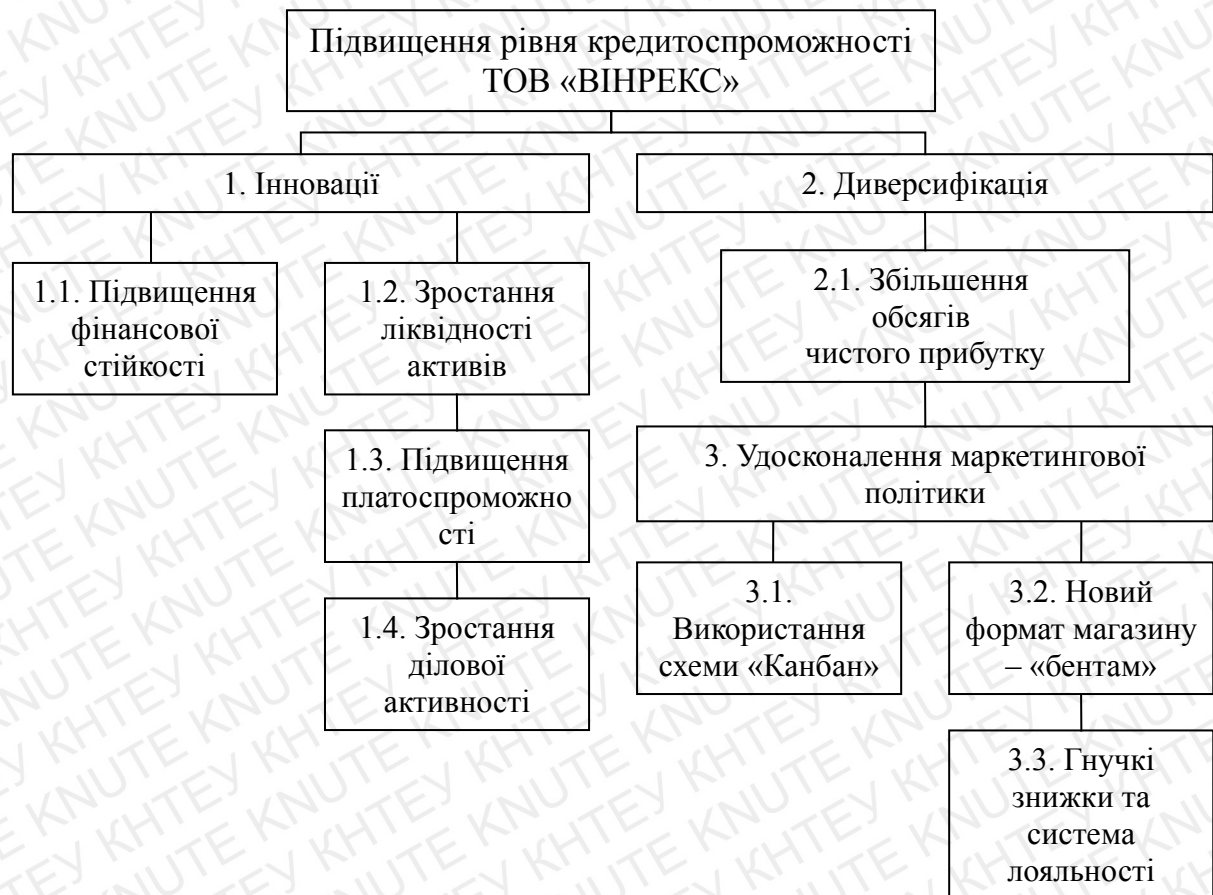 Підвищення рівня кредитоспроможності
ТОВ «ВІНРЕКС»
1. Інновації
2. Диверсифікація
1.1. Підвищення
фінансової
стійкості
1.2. Зростання
ліквідності
активів
2.1. Збільшення
обсягів
чистого прибутку
1.3. Підвищення
платоспроможно
сті
3. Удосконалення маркетингової
політики
1.4. Зростання
ділової
активності
3.1.
Використання
схеми «Канбан»
3.2. Новий
формат магазину
– «бентам»
3.3. Гнучкі
знижки та
система
лояльності